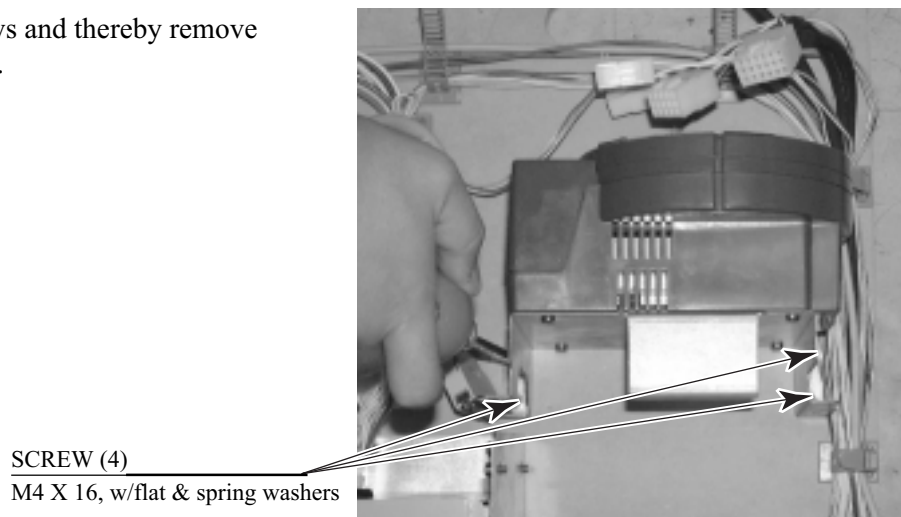 ys and thereby remove
.
SCREW (4)
M4 X 16, w/flat & spring washers